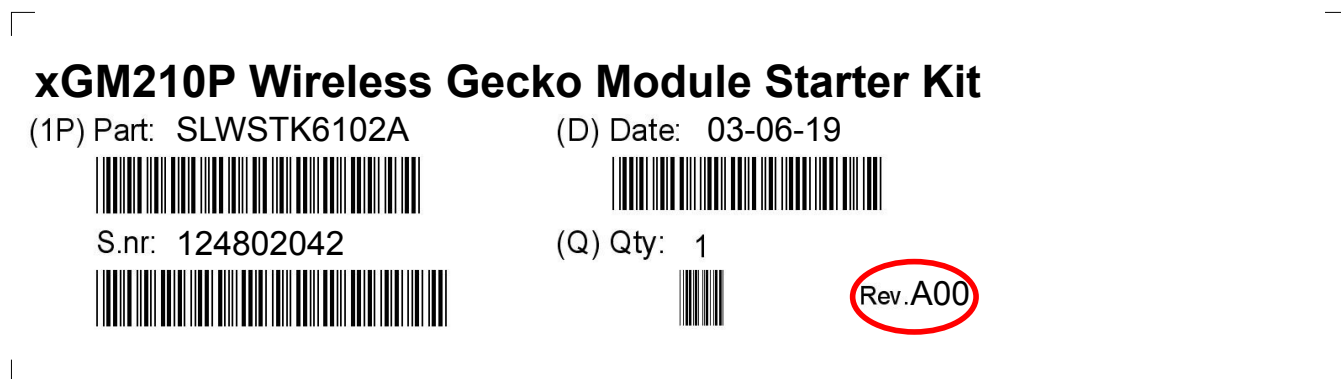 xGM210P Wireless Gecko Module Starter Kit
(1P) Part: SLWSTK6102A (D) Date: 03-06-19
S.nr: 124802042 (Q) Qty: 1
Rev.A00